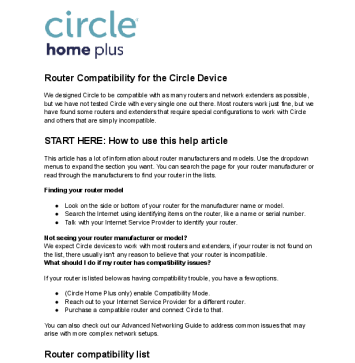 circle®
home plus
Router Compatibility for the Circle Device
We designed Circle to be compatible with as many routers and network extenders as possible,
but we have not tested Circle with every single one out there. Most routers work just fine, but we
have found some routers and extenders that require special configurations to work with Circle
and others that are simply incompatible.
START HERE: How to use this help article
This article has a lot of information about router manufacturers and models. Use the dropdown
menus to expand the section you want. You can search the page for your router manufacturer or
read through the manufacturers to find your router in the lists.
Finding your router model
● Look on the side or bottom of your router for the manufacturer name or model.
● Search the Internet using identifying items on the router, like a name or serial number.
● Talk with your Internet Service Provider to identify your router.
Not seeing your router manufacturer or model?
We expect Circle devices to work with most routers and extenders, if your router is not found on
the list, there usually isn't any reason to believe that your router is incompatible.
What should I do if my router has compatibility issues?
If your router is listed below as having compatibility trouble, you have a few options.
● (Circle Home Plus only) enable Compatibility Mode.
● Reach out to your Internet Service Provider for a different router.
● Purchase a compatible router and connect Circle to that.
You can also check out our Advanced Networking Guide to address common issues that may
arise with more complex network setups.
Router compatibility list